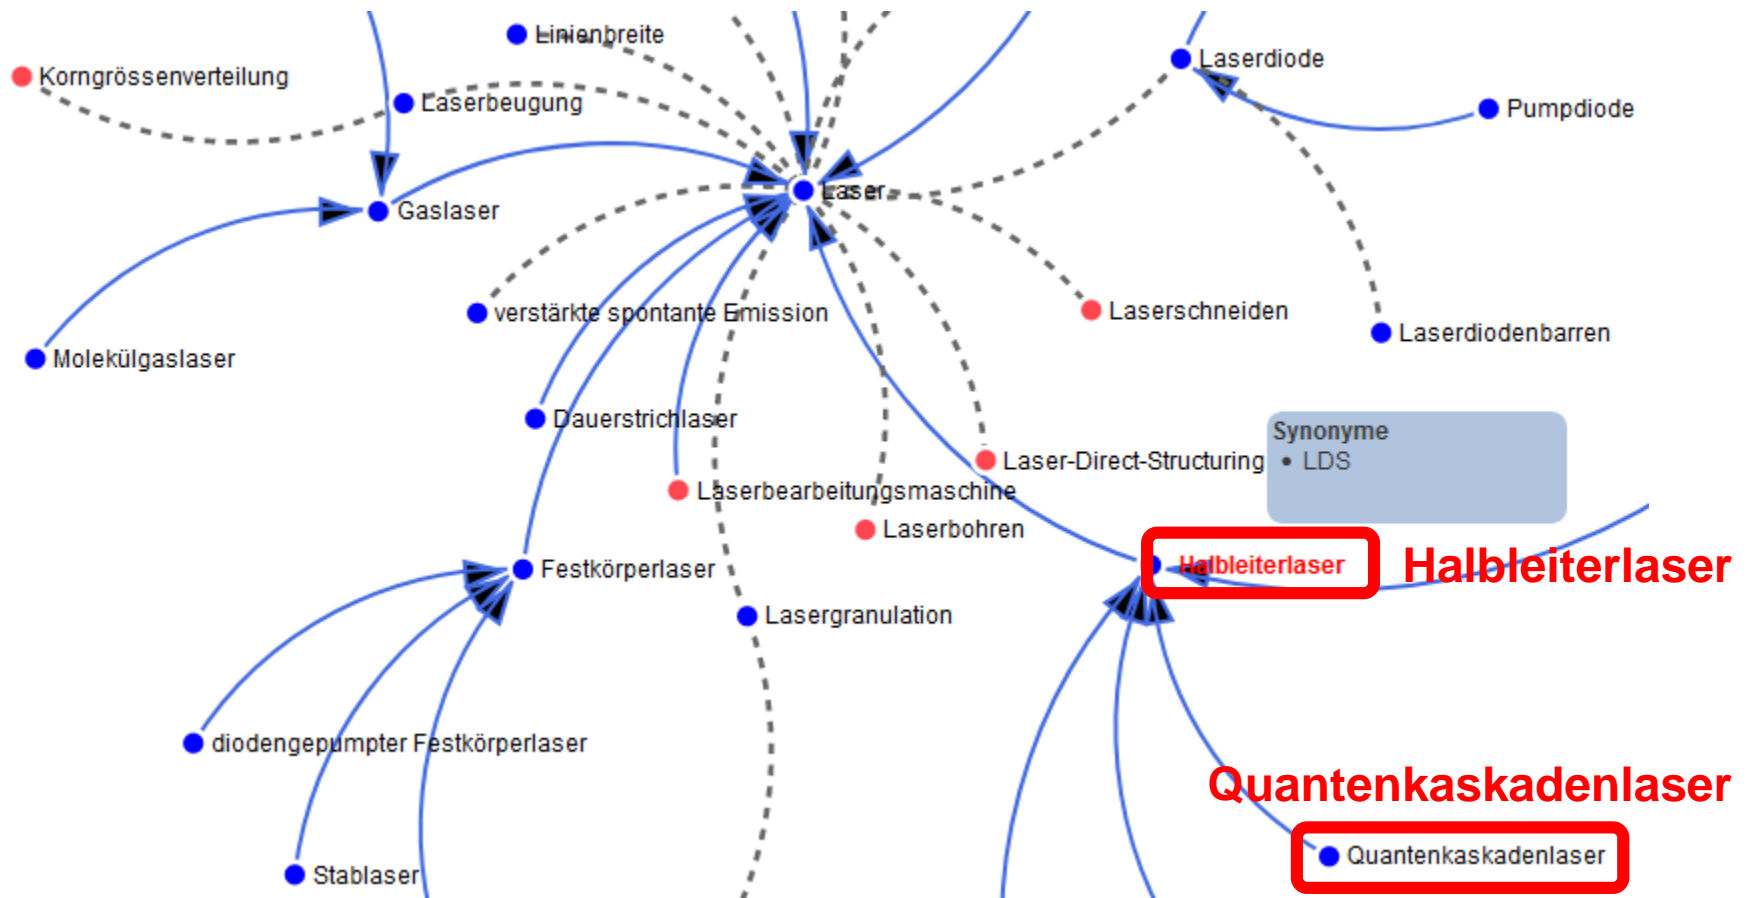 Linienbreite
Laserdiode
Korngrössenverteilung
Laserbeugung
Pumpdiode
Laser
Gaslaser
verstärkte spontante Emission
Laserschneiden
Laserdiodenbarren
Molekülgaslaser
Dauerstrichlaser
Synonyme
• LDS
Laser-Direct-Structuring
Laserbearbeitungsmaschine
Laserbohren
Halbleiterlaser
Halbleiterlaser
Festkörperlaser
Lasergranulation
diodengepumpter Festkörperlaser
Quantenkaskadenlaser
Quantenkaskadenlaser
Stablaser